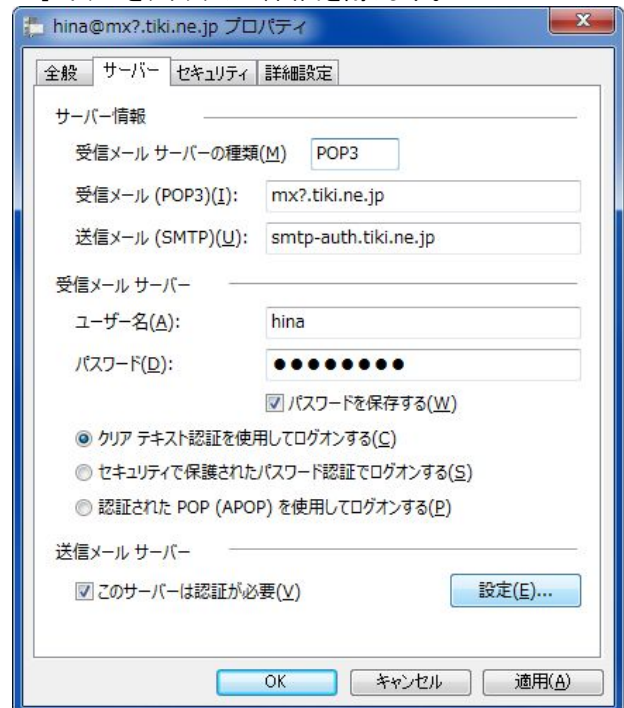 hina@mx?.tiki.ne.jp プロパティ
全般 サーバー セキュリティ 詳細設定
サーバー情報
受信メール サーバーの種類(M) POP3
受信メール (POP3)(I): mx?.tiki.ne.jp
送信メール (SMTP)(U): smtp-auth.tiki.ne.jp
受信メール サーバー
ユーザー名(A): hina
パスワード(D): ●●●●●●●●
パスワードを保存する(W)
クリア テキスト認証を使用してログオンする(C)
セキュリティで保護されたパスワード認証でログオンする(S)
認証された POP (APOP) を使用してログオンする(P)
送信メール サーバー
このサーバーは認証が必要(V) 設定(E)...
OK キャンセル 適用(A)